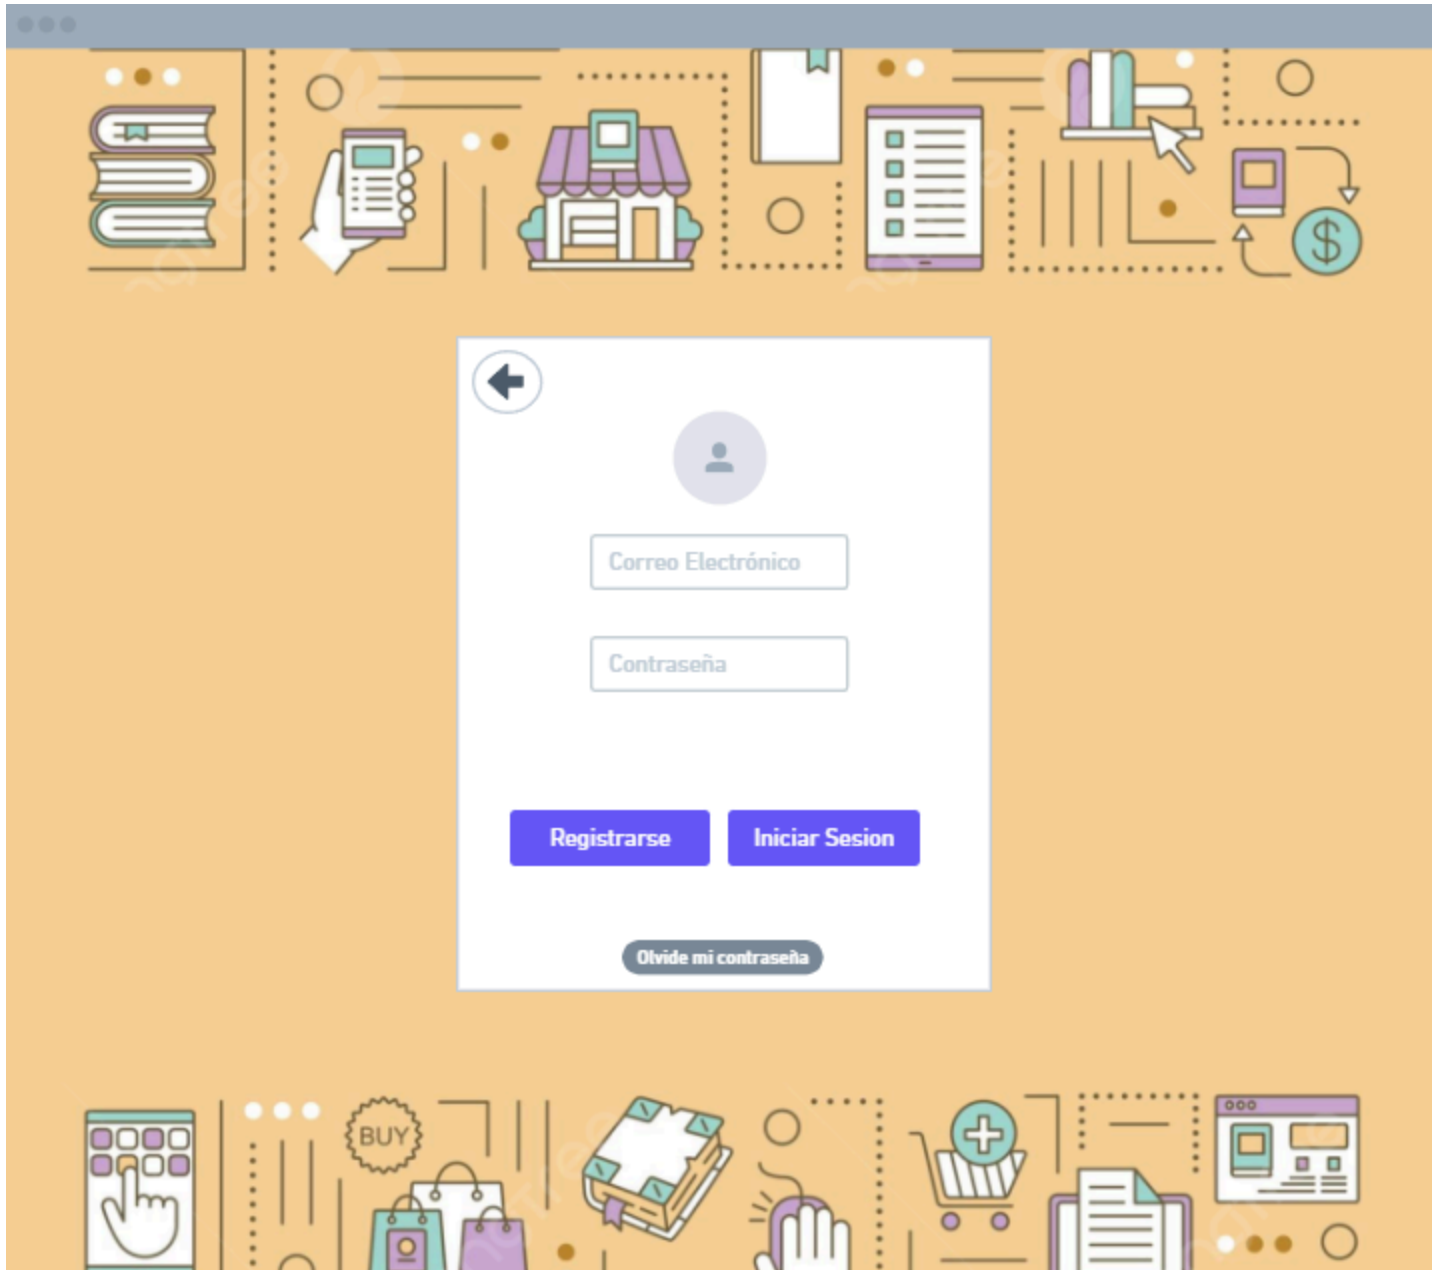 $
Correo Electrónico
Contraseña
Registrarse
Iniciar Sesion
Olvide mi contraseña
BUY